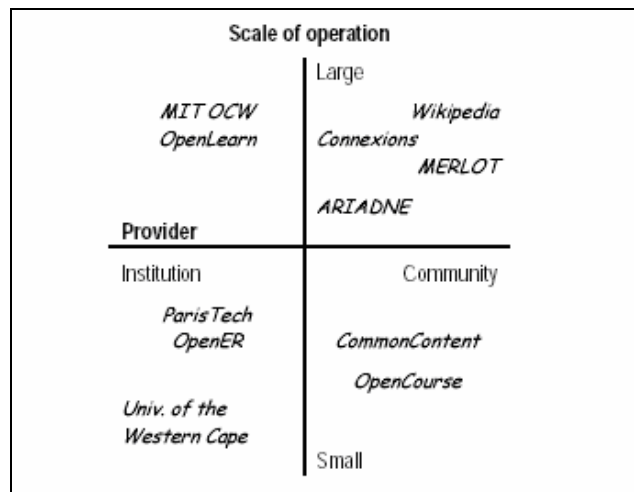 Scale of operation
Large
MIT OCW
Wikipedia
OpenLearn
Connexions
MERLOT
ARIADNE
Provider
Institution
Community
ParisTech
OpenER
CommonContent
OpenCourse
Univ. of the
Western Cape
Small